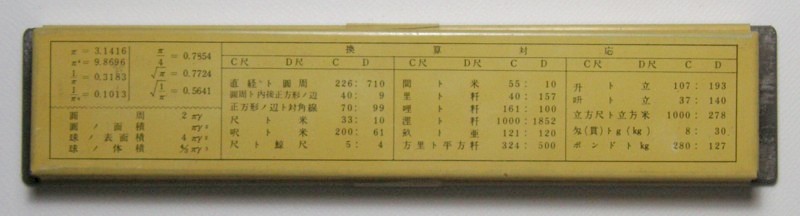 π = 3.1416
π² = 9.8696
1/π = 0.3183
1/π² = 0.1013
π/4 = 0.7854
√π = 0.7724
√1/π = 0.5641
圓周 2πγ
圓ノ面積 πγ²
球ノ表面積 4πγ²
球ノ体積 4/3πγ³
換算対応
C尺 D尺 C D
直径ト圓周 226 : 710
圓周ト内接正方形ノ辺 40 : 9
正方形ノ辺ト対角線 70 : 99
尺ト米 33 : 10
呎ト米 200 : 61
尺ト鯨尺 5 : 4
C尺 D尺 C D
間ト米 55 : 10
里ト粁 40 : 157
哩ト粁 161 : 100
浬ト粁 1000 : 1852
ト 121 : 120
方里ト平方粁 324 : 500
C尺 D尺 C D
升ト立 107 : 193
ト立 37 : 140
立方尺ト立方米 1000 : 278
匁(貫)トg(kg) 8 : 30
ポンドトkg 280 : 127